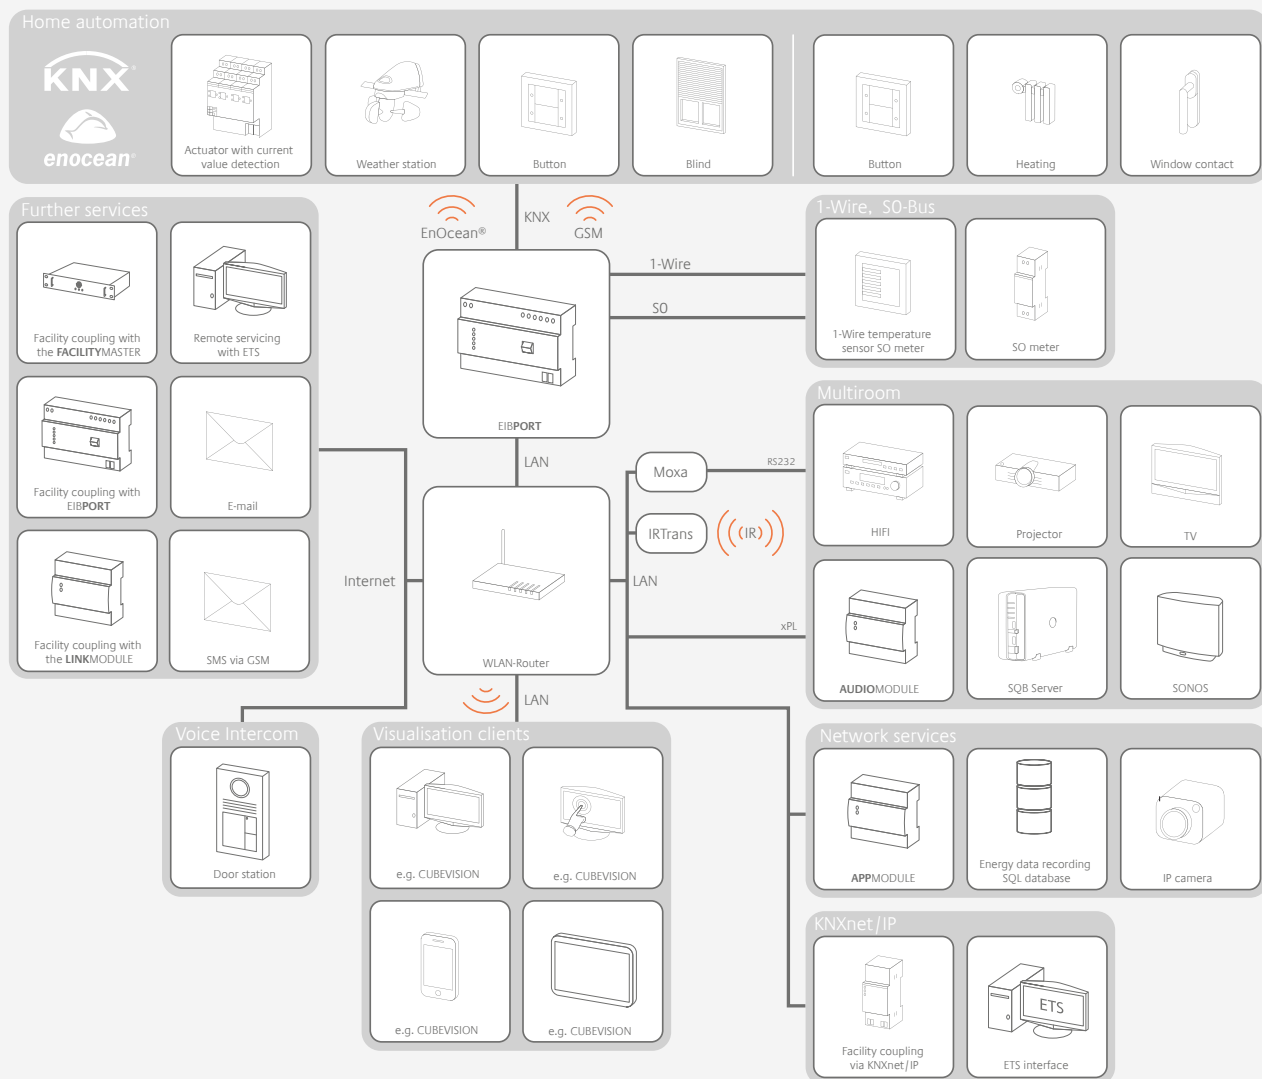 Home automation
KNX
enocean®
Actuator with current
value detection
Weather station
Button
Blind
Button
Heating
Window contact
Further services
Facility coupling with
the FACILITYMASTER
Remote servicing
with ETS
Facility coupling with
EIBPORT
E-mail
Facility coupling with
the LINKMODULE
SMS via GSM
EnOcean®
KNX
GSM
EIBPORT
1-Wire
S0
1-Wire, S0-Bus
1-Wire temperature
sensor SO meter
SO meter
LAN
WLAN-Router
Internet
LAN
Moxa
RS232
IRTrans
IR
LAN
xPL
Multiroom
HIFI
Projector
TV
AUDIOMODULE
SQB Server
SONOS
Voice Intercom
Door station
Visualisation clients
e.g. CUBEVISION
e.g. CUBEVISION
e.g. CUBEVISION
e.g. CUBEVISION
Network services
APPMODULE
Energy data recording
SQL database
IP camera
KNXnet/IP
Facility coupling
via KNXnet/IP
ETS
ETS interface